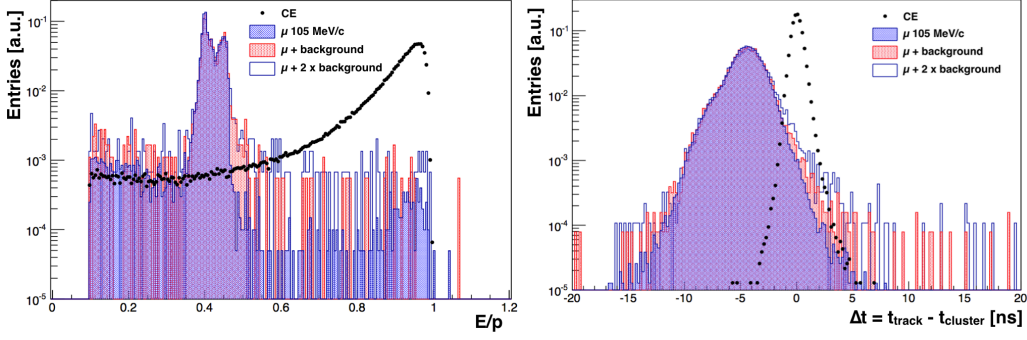 Entries [a.u.]
10⁻¹
10⁻²
10⁻³
10⁻⁴
10⁻⁵
CE
μ 105 MeV/c
μ + background
μ + 2 x background
0 0.2 0.4 0.6 0.8 1 1.2
E/p
Entries [a.u.]
10⁻¹
10⁻²
10⁻³
10⁻⁴
10⁻⁵
CE
μ 105 MeV/c
μ + background
μ + 2 x background
-20 -15 -10 -5 0 5 10 15 20
Δt = t_track - t_cluster [ns]